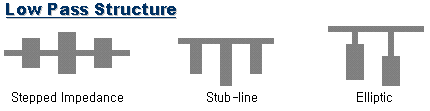 Low Pass Structure
Stepped Impedance
Stub-line
Elliptic